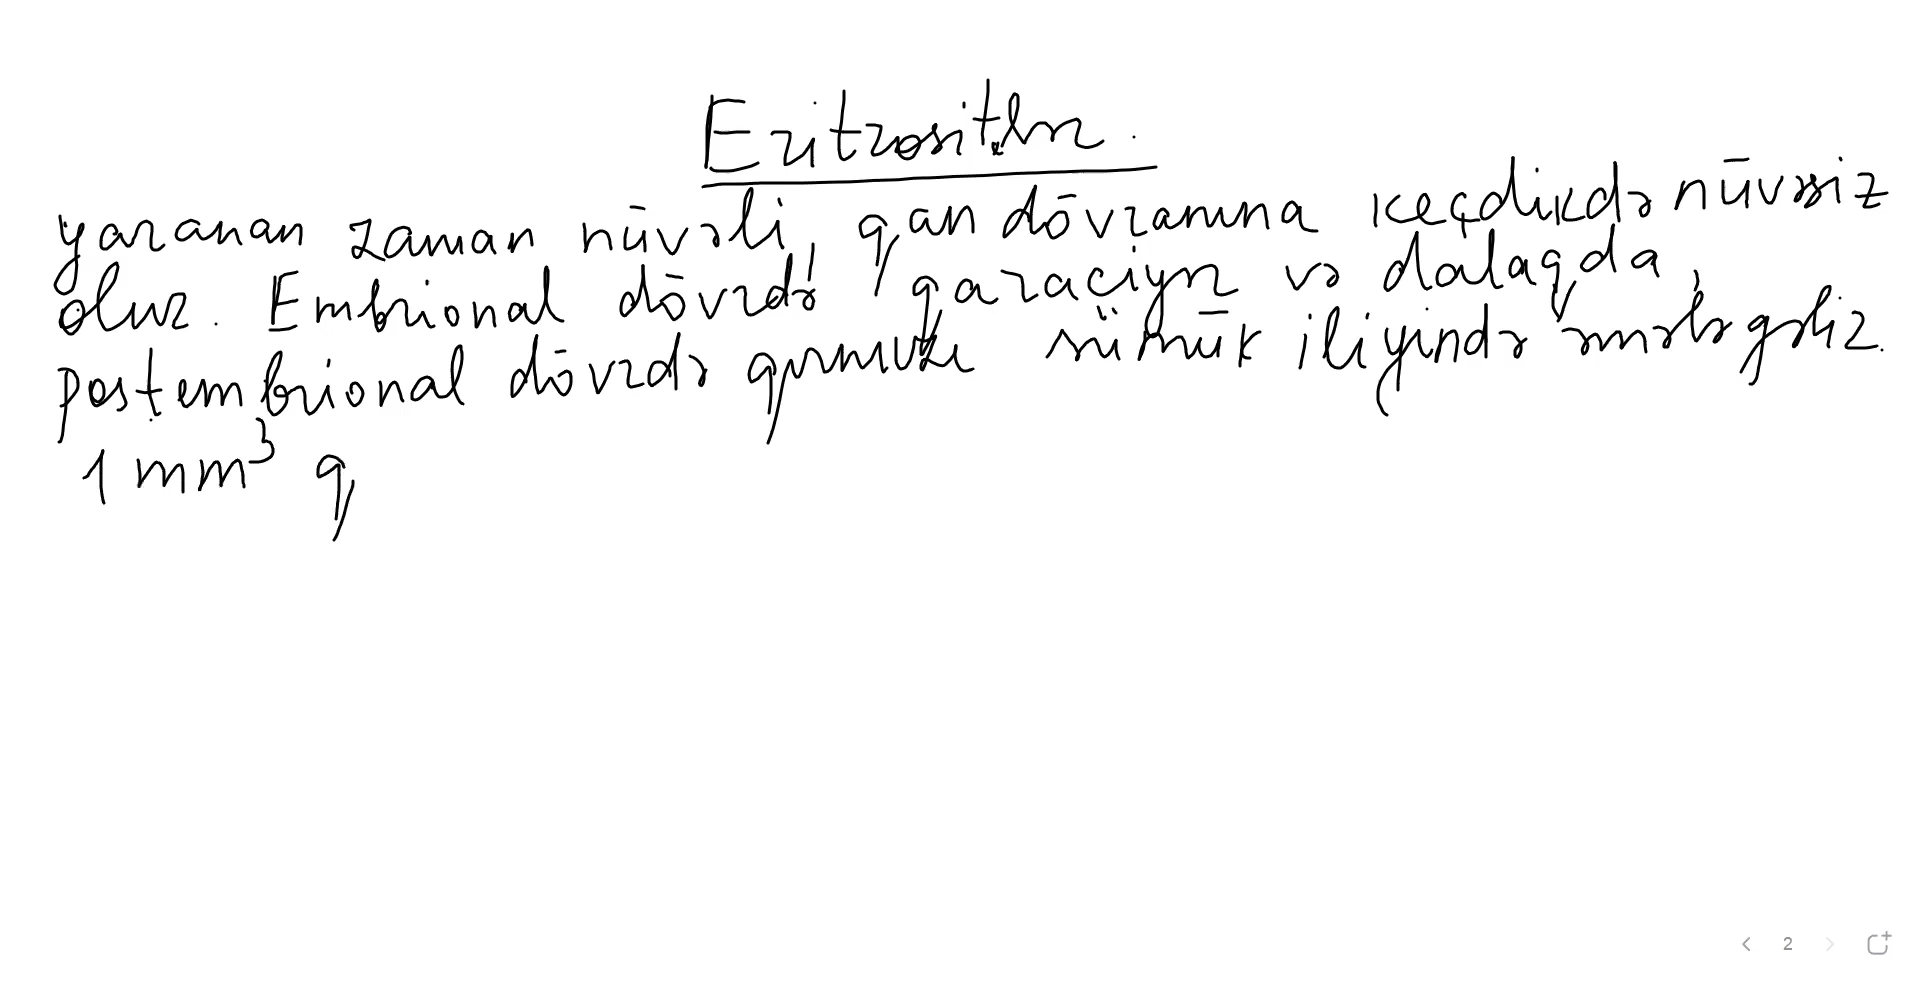 Eritrositlər.
yaranan zaman nüvəli, qan dövranına keçdikdə nüvəsiz
olur. Embrional dövrdə qaraciyər və dalaqda,
postembrional dövrdə qırmızı sümük iliyində əmələ gəlir.
1 mm³ q
2